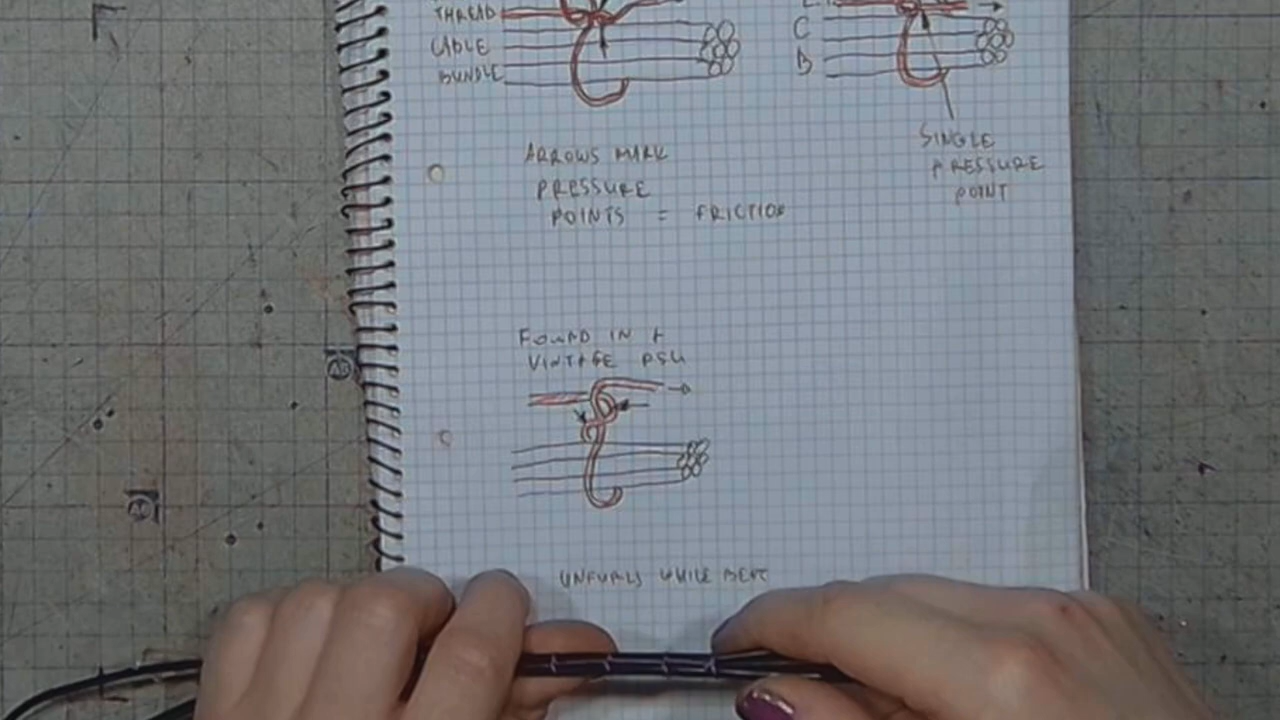 THREAD
CABLE
BUNDLE
C
B
SINGLE
PRESSURE
POINT
ARROWS MARK
PRESSURE
POINTS = FRICTION
FOUND IN A
VINTAGE PSU
UNFURLS WHILE BENT